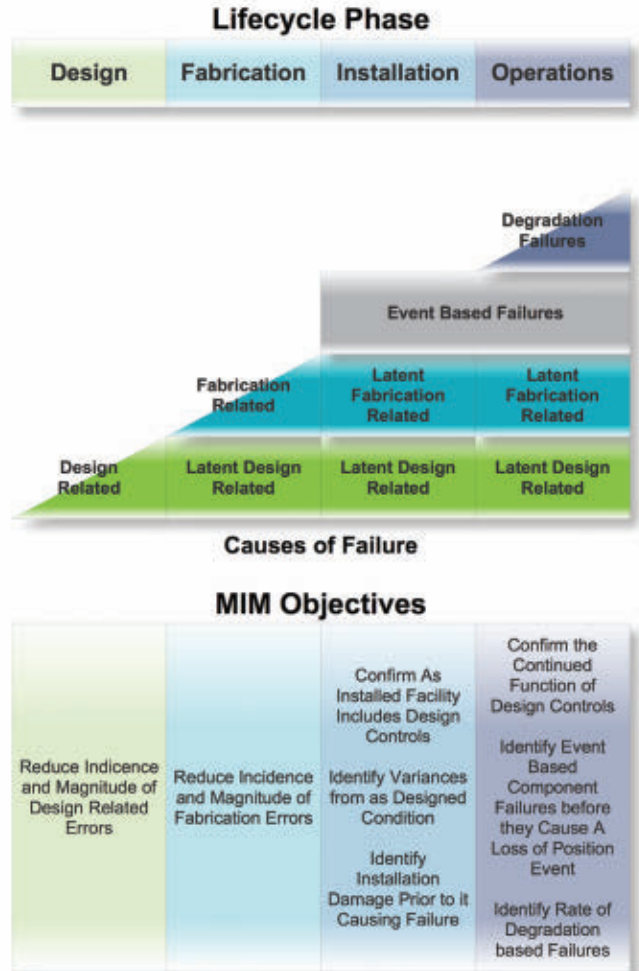 Lifecycle Phase
Design
Fabrication
Installation
Operations
Degradation
Failures
Event Based Failures
Fabrication
Related
Latent
Fabrication
Related
Latent
Fabrication
Related
Design
Related
Latent Design
Related
Latent Design
Related
Latent Design
Related
Causes of Failure
MIM Objectives
Reduce Indicence
and Magnitude of
Design Related
Errors
Reduce Incidence
and Magnitude of
Fabrication Errors
Confirm As
Installed Facility
Includes Design
Controls
Identify Variances
from as Designed
Condition
Identify
Installation
Damage Prior to it
Causing Failure
Confirm the
Continued
Function of
Design Controls
Identify Event
Based
Component
Failures before
they Cause A
Loss of Position
Event
Identify Rate of
Degradation
based Failures